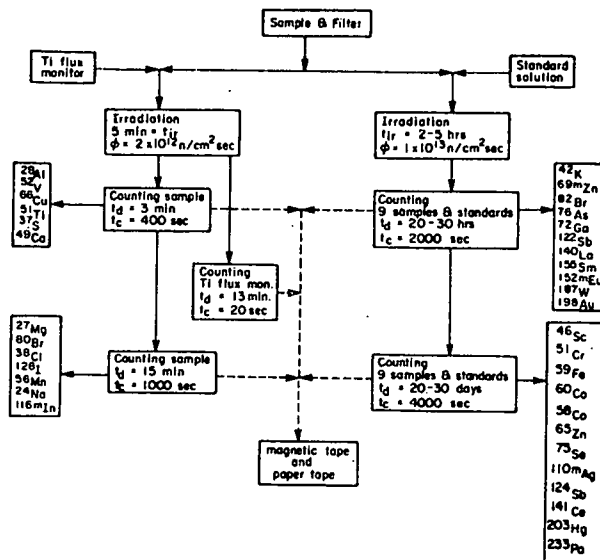 Sample & Filter
Ti flux
monitor
Standard
solution
Irradiation
5 min = tir
ϕ = 2x10¹²n/cm²sec
Irradiation
tir = 2-5 hrs
ϕ = 1x10¹³n/cm²sec
²⁸Al
⁵²V
⁶⁶Cu
⁵¹Ti
³⁷S
⁴⁹Ca
Counting sample
td = 3 min
tc = 400 sec
Counting
9 samples & standards
td = 20-30 hrs
tc = 2000 sec
⁴²K
⁶⁹ᵐZn
⁸²Br
⁷⁶As
⁷²Ga
¹²²Sb
¹⁴⁰La
¹⁵⁵Sm
¹⁵²ᵐEu
¹⁸⁷W
¹⁹⁸Au
Counting
Ti flux mon.
td = 13 min.
tc = 20 sec
²⁷Mg
⁸⁰Br
³⁸Cl
¹²⁸I
⁵⁶Mn
²⁴Na
¹¹⁶ᵐIn
Counting sample
td = 15 min
tc = 1000 sec
Counting
9 samples & standards
td = 20-30 days
tc = 4000 sec
⁴⁶Sc
⁵¹Cr
⁵⁹Fe
⁶⁰Co
⁵⁸Co
⁶⁵Zn
⁷⁵Se
¹¹⁰ᵐAg
¹²⁴Sb
¹⁴¹Ce
²⁰³Hg
²³³Pa
magnetic tape
and
paper tape